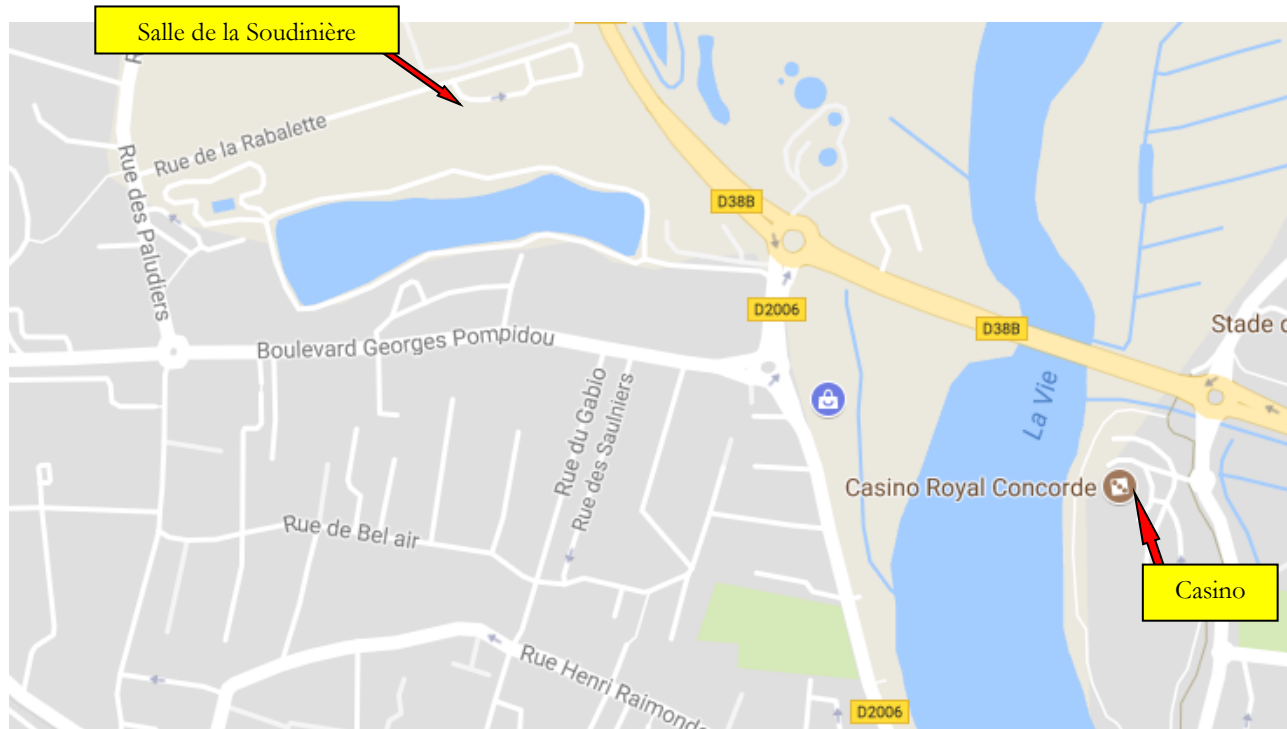 Salle de la Soudinière
Rue de la Rabalette
Rue des Paludiers
D38B
D2006
D38B
Stade d
Boulevard Georges Pompidou
Rue du Gabio
Rue des Saulniers
La Vie
Casino Royal Concorde
Rue de Bel air
Casino
Rue Henri Raimond
D2006